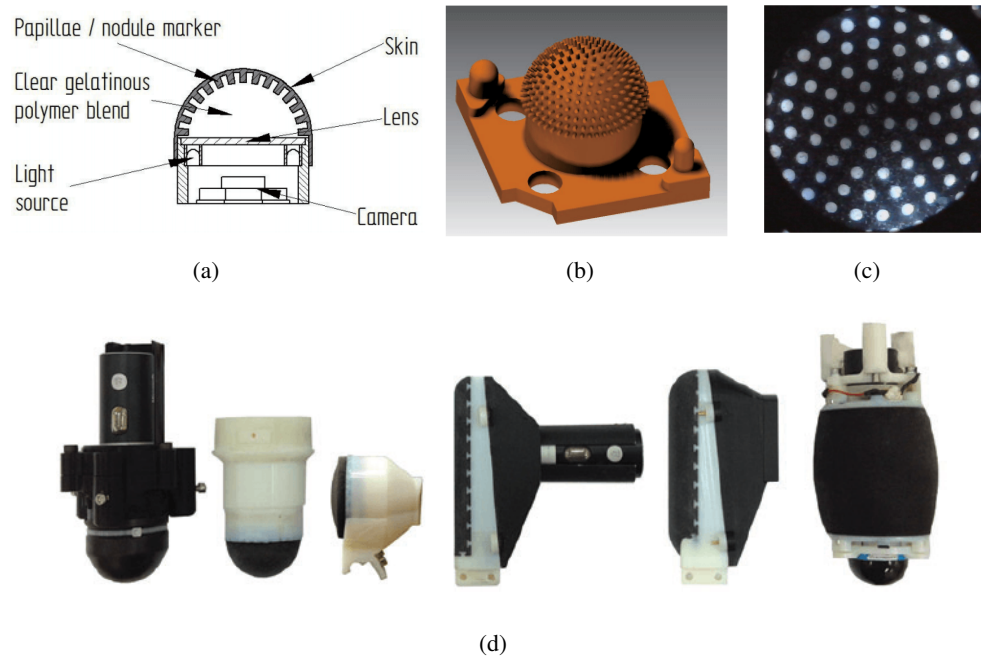 Papillae / nodule marker
Skin
Clear gelatinous
polymer blend
Lens
Light
source
Camera
(a)
(b)
(c)
(d)